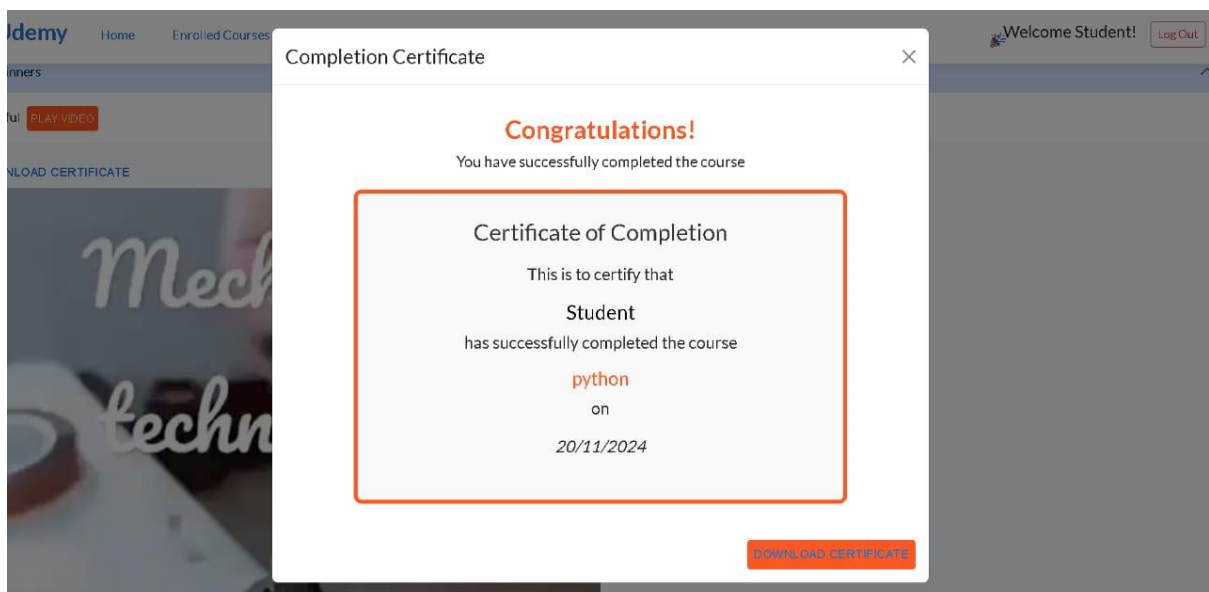 Udemy Home Enrolled Courses Welcome Student! Log Out
Completion Certificate
inners
ful PLAY VIDEO
Congratulations!
You have successfully completed the course
NLOAD CERTIFICATE
Mech
techn
Certificate of Completion
This is to certify that
Student
has successfully completed the course
python
on
20/11/2024
DOWNLOAD CERTIFICATE